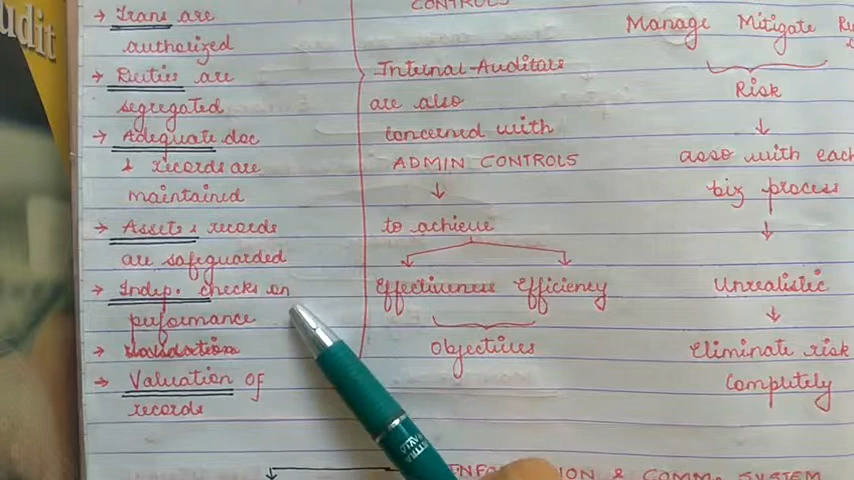 udit
→ Trans are
authorized
→ Duties are
segregated
→ Adequate doc
& records are
maintained
→ Assets & records
are safeguarded
→ Indep. checks on
performance
→ Valuation of
records
CONTROLS
Internal Auditors
are also
concerned with
ADMIN CONTROLS
↓
to achieve
Effectiveness Efficiency
Objectives
Manage Mitigate
Risk
↓
asso with each
biz process
↓
Unrealistic
↓
Eliminate risk
completely
INFORMATION & COMM. SYSTEM